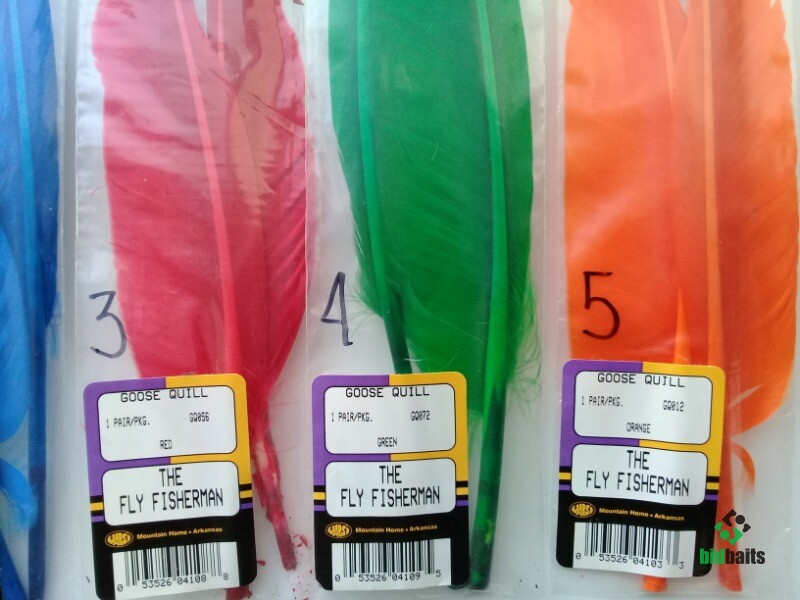 3
GOOSE QUILL
1 PAIR/PKG. GQ056
RED
THE
FLY FISHERMAN
Mountain Home • Arkansas
0 53526 04108 8
4
GOOSE QUILL
1 PAIR/PKG. GQ072
GREEN
THE
FLY FISHERMAN
Mountain Home • Arkansas
0 53526 04109 5
5
GOOSE QUILL
1 PAIR/PKG. GQ012
ORANGE
THE
FLY FISHERMAN
Mountain Home • Arkansas
0 53526 04103 3
bidbaits